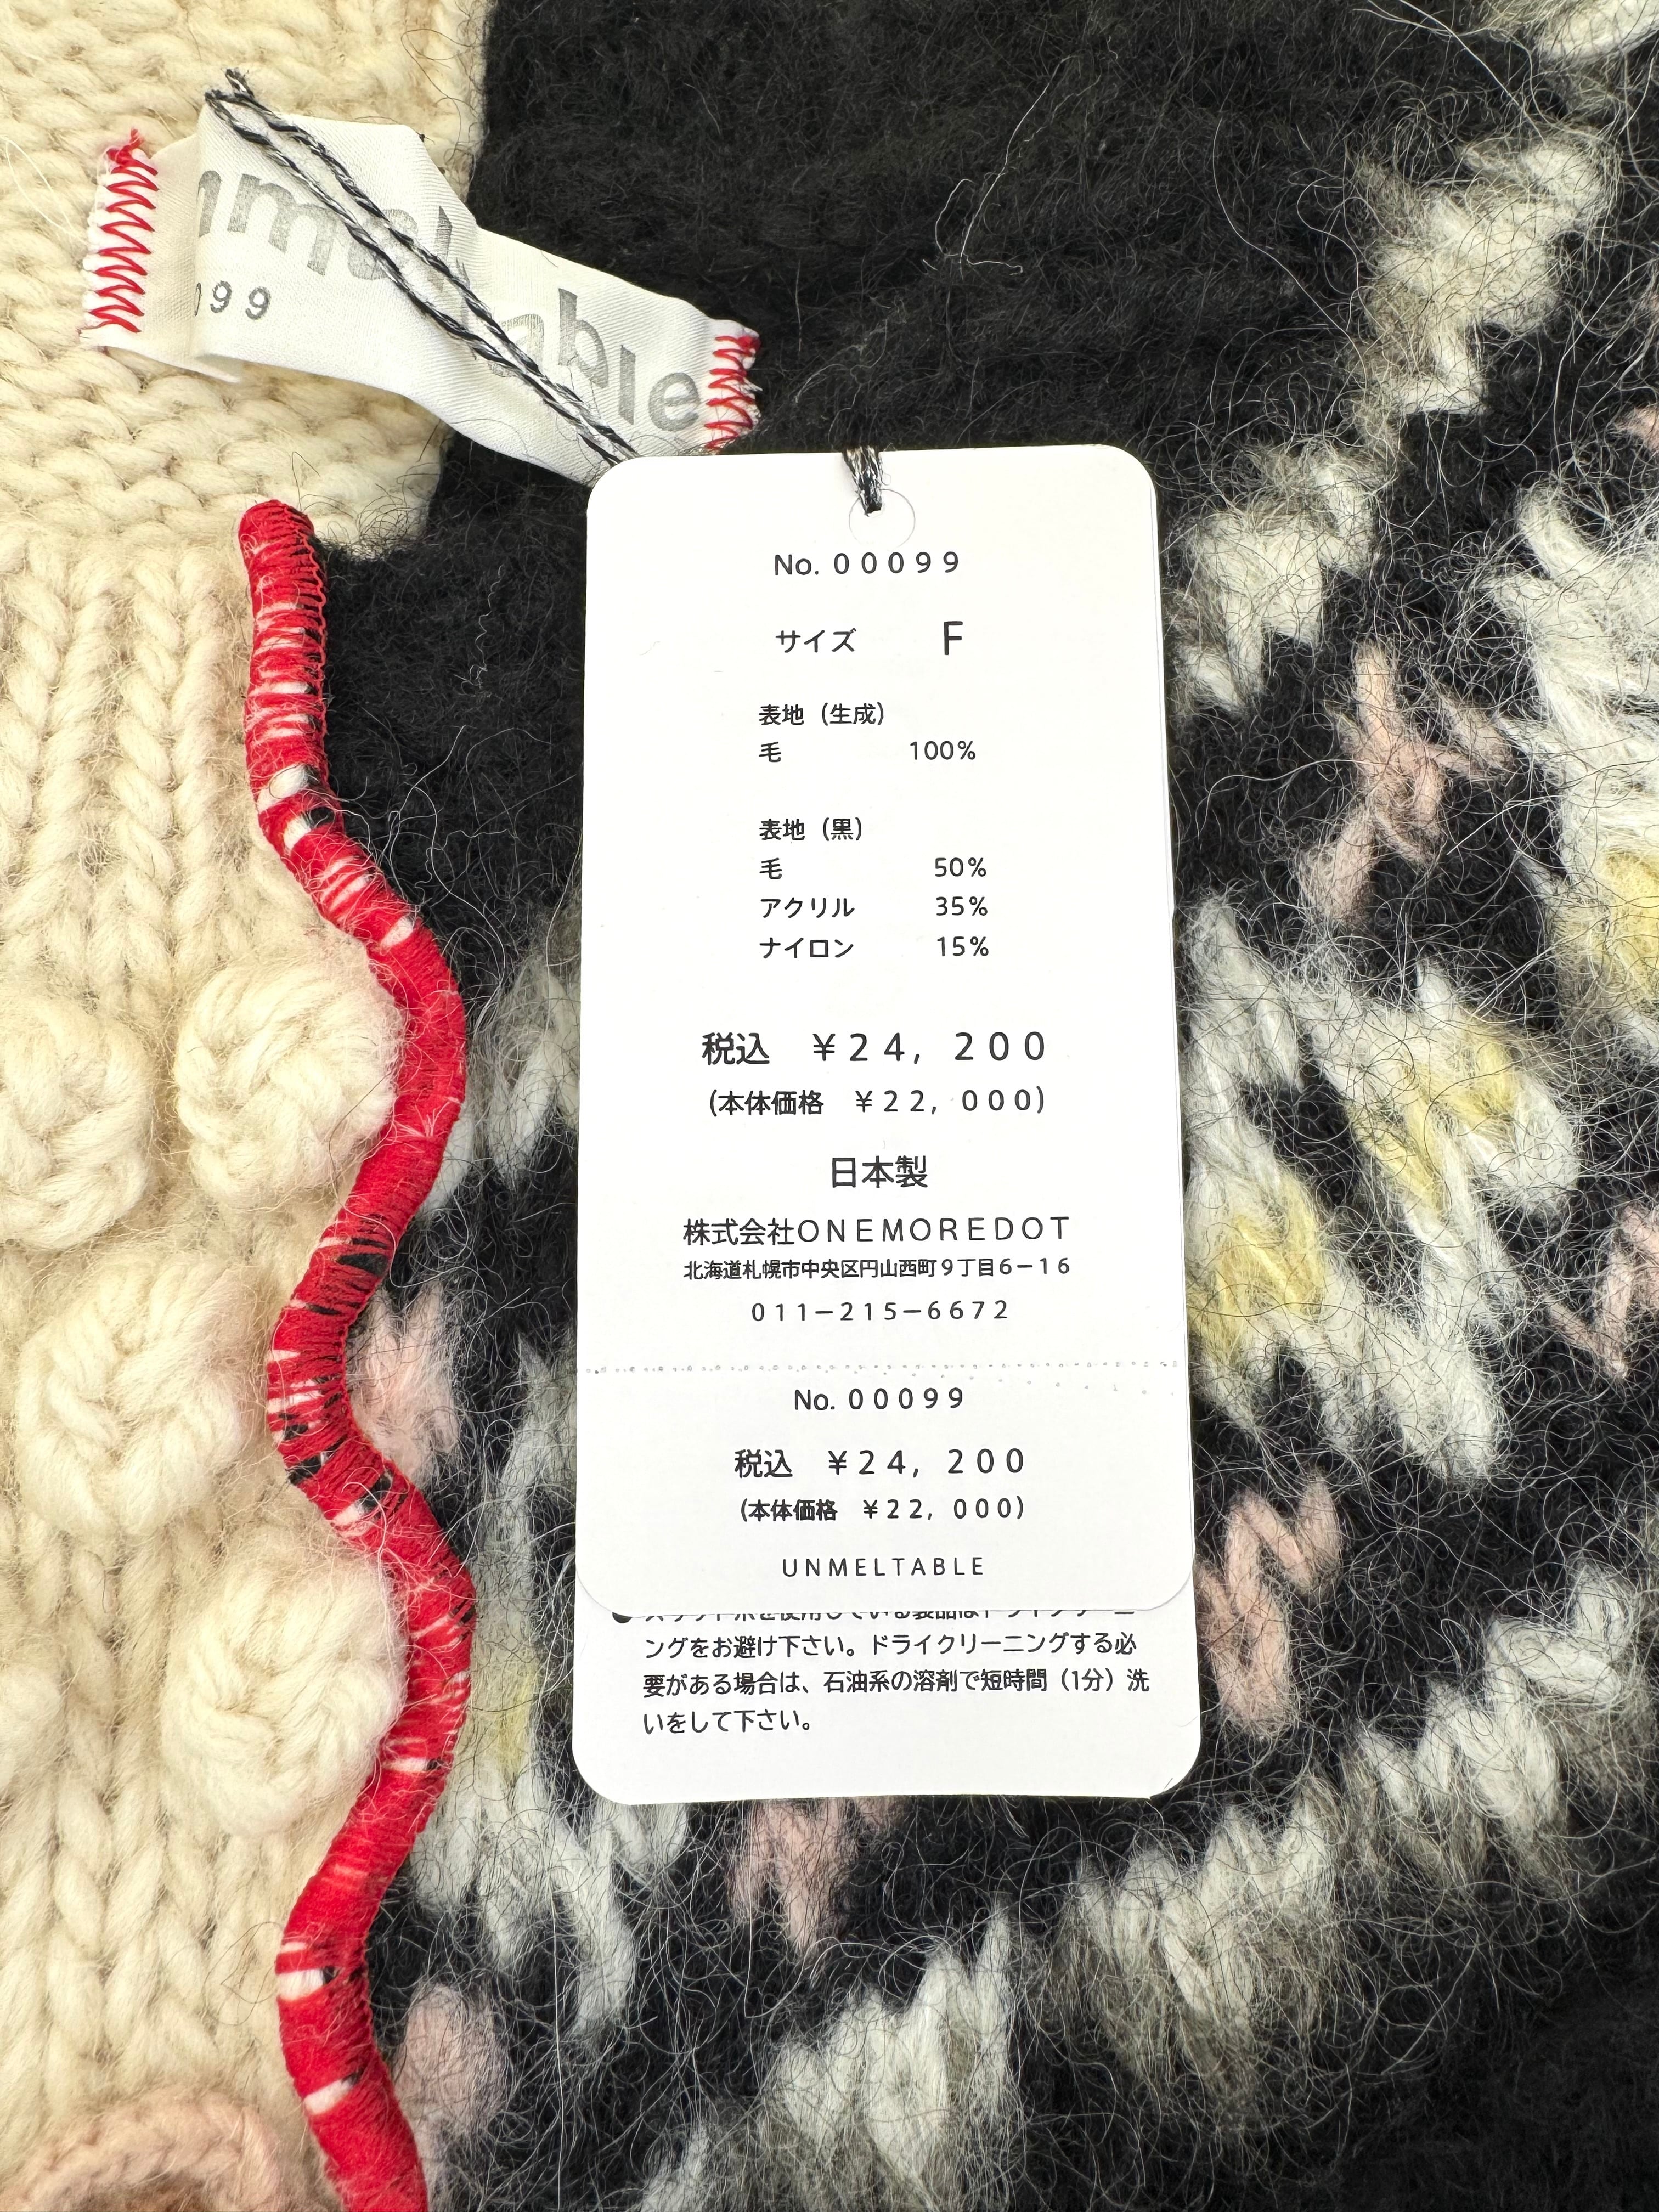 able
099
No. 00099
サイズ F
表地（生成）
毛 100%
表地（黒）
毛 50%
アクリル 35%
ナイロン 15%
税込 ¥24, 200
(本体価格 ¥22, 000)
日本製
株式会社ONEMOREDOT
北海道札幌市中央区円山西町9丁目6－16
011－215－6672
No. 00099
税込 ¥24, 200
(本体価格 ¥22, 000)
UNMELTABLE
ングをお避け下さい。ドライクリーニングする必
要がある場合は、石油系の溶剤で短時間（1分）洗
いをして下さい。